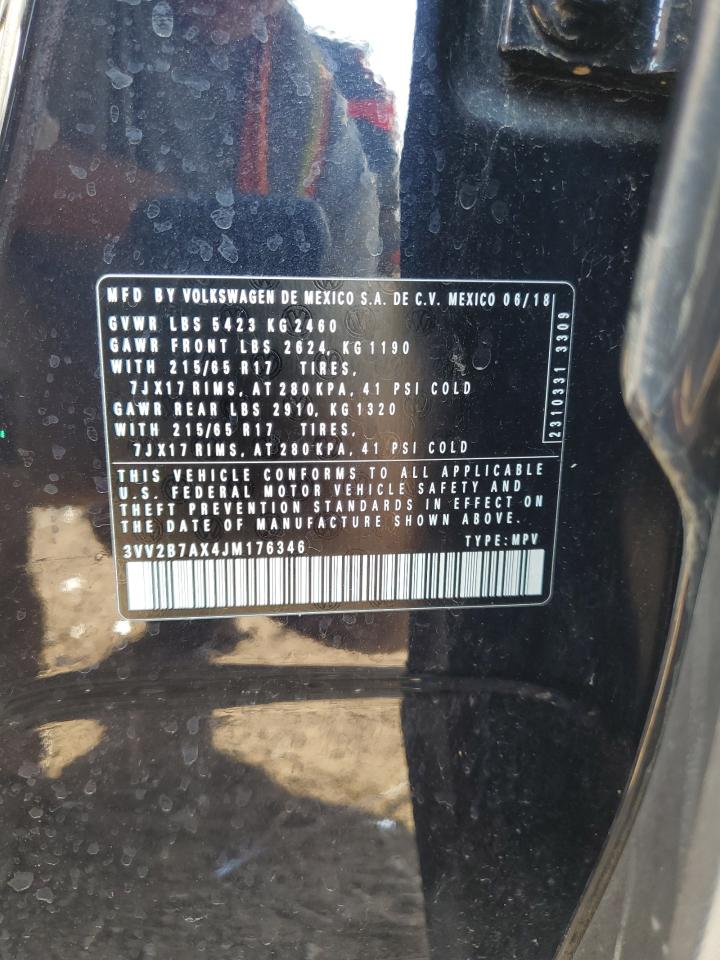 MFD BY VOLKSWAGEN DE MEXICO S.A. DE C.V. MEXICO 06/18
GVWR LBS 5423 KG 2460
GAWR FRONT LBS 2624, KG 1190
WITH 215/65 R17 TIRES,
7JX17 RIMS, AT 280 KPA, 41 PSI COLD
GAWR REAR LBS 2910, KG 1320
WITH 215/65 R17 TIRES,
7JX17 RIMS, AT 280 KPA, 41 PSI COLD
2310331 3309
THIS VEHICLE CONFORMS TO ALL APPLICABLE
U.S. FEDERAL MOTOR VEHICLE SAFETY AND
THEFT PREVENTION STANDARDS IN EFFECT ON
THE DATE OF MANUFACTURE SHOWN ABOVE.
3VV2B7AX4JM176346 TYPE: MPV